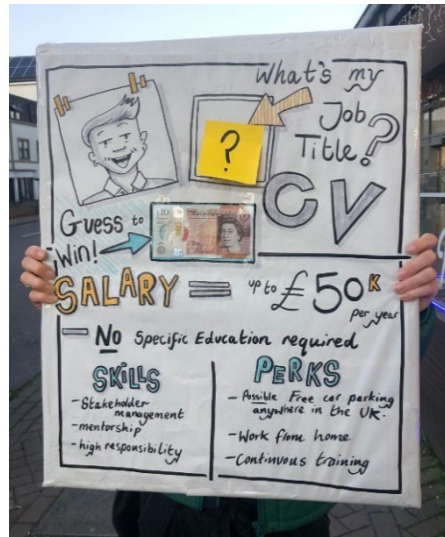 What's my
Job
Title?
?
CV
£10
Guess to
Win!
SALARY = up to £50K
per year
- No Specific Education required
SKILLS
- Stakeholder
management
- mentorship
- high responsibility
PERKS
- Possible Free car parking
anywhere in the UK.
- Work from home
- Continuous training